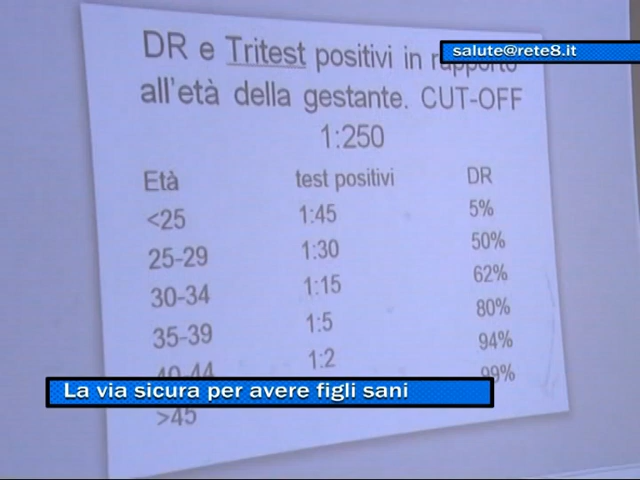 DR e Tritest positivi in rapporto
salute@rete8.it
all'età della gestante. CUT-OFF
1:250
Età test positivi DR
<25 1:45 5%
25-29 1:30 50%
30-34 1:15 62%
35-39 1:5 80%
40-44 1:2 94%
>45 99%
La via sicura per avere figli sani